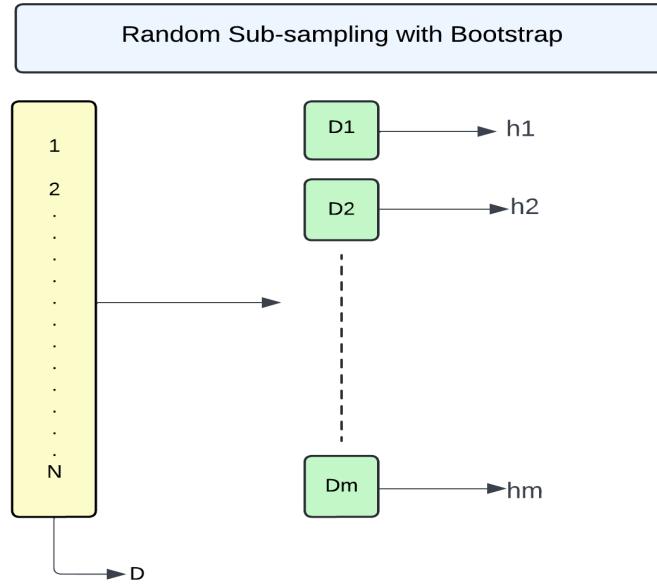 Random Sub-sampling with Bootstrap
1
2
.
.
.
.
.
.
.
.
.
.
.
.
N
D
D1
h1
D2
h2
Dm
hm